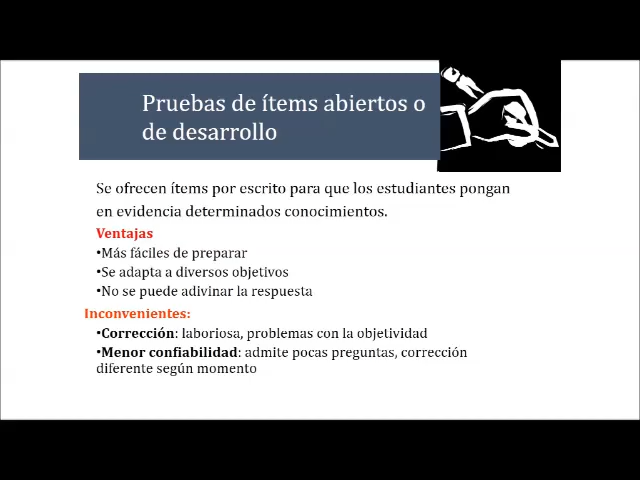 Pruebas de ítems abiertos o
de desarrollo
Se ofrecen ítems por escrito para que los estudiantes pongan
en evidencia determinados conocimientos.
Ventajas
•Más fáciles de preparar
•Se adapta a diversos objetivos
•No se puede adivinar la respuesta
Inconvenientes:
•Corrección: laboriosa, problemas con la objetividad
•Menor confiabilidad: admite pocas preguntas, corrección
diferente según momento